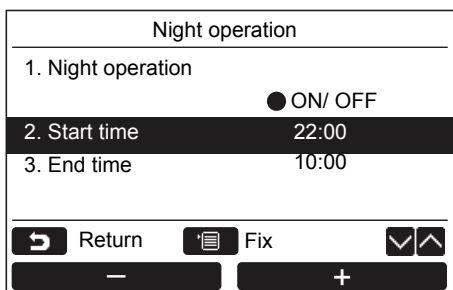 Night operation
1. Night operation
● ON/ OFF
2. Start time 22:00
3. End time 10:00
Return Fix
− +